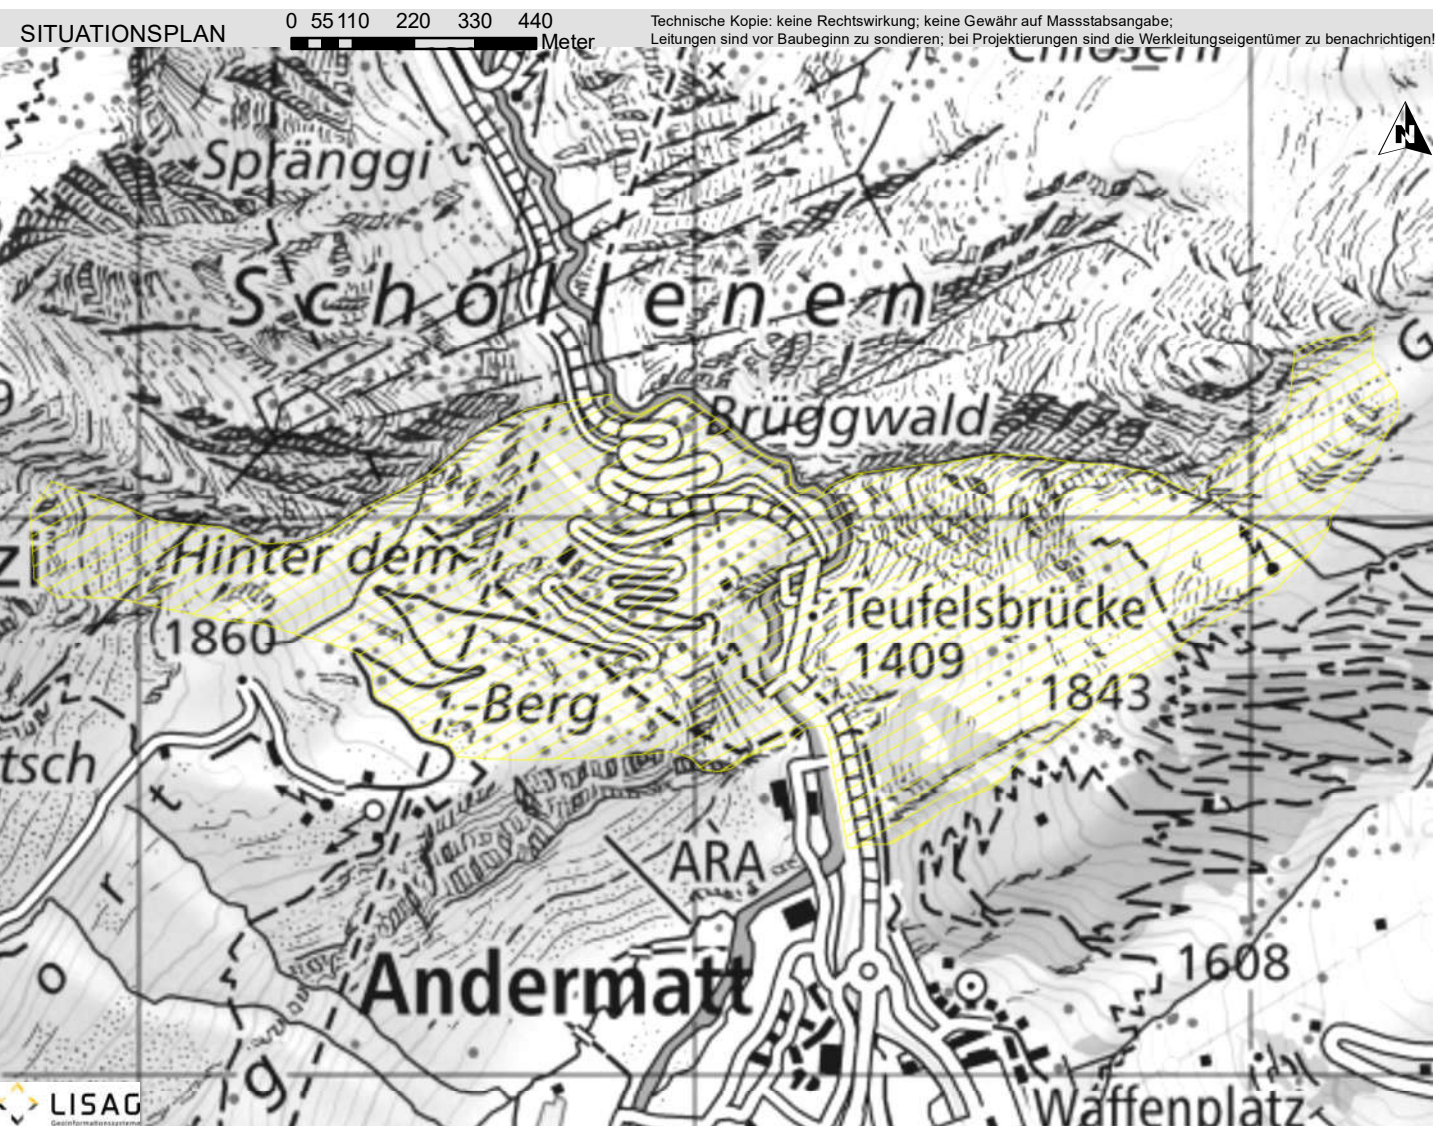 SITUATIONSPLAN
0 55 110 220 330 440
Meter
Technische Kopie: keine Rechtswirkung; keine Gewähr auf Massstabsangabe;
Leitungen sind vor Baubeginn zu sondieren; bei Projektierungen sind die Werkleitungseigentümer zu benachrichtigen!
N
Spränggi
Schöllenen
Brüggwald
Hinter dem
Teufelsbrücke
1860
1409
1843
-Berg
tsch
t
ARA
r
1608
o
Andermatt
g
LISAG
Geoinformationssysteme
Waffenplatz